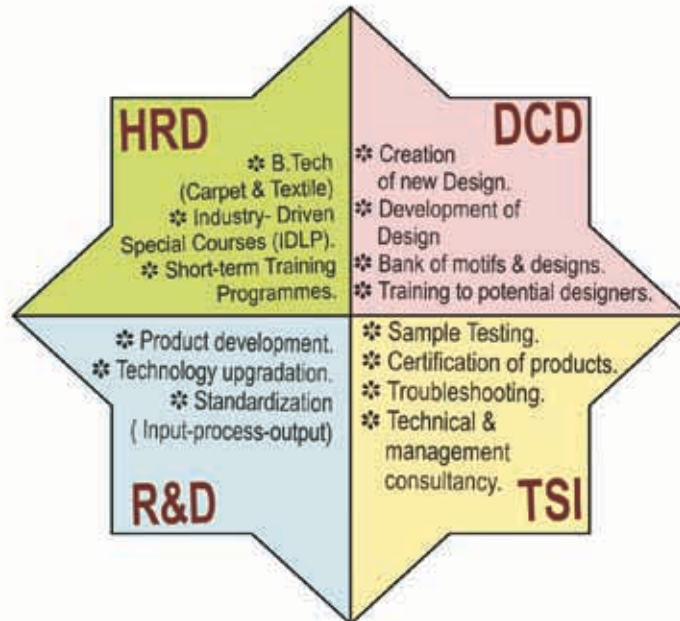 HRD
✲ B.Tech
(Carpet & Textile)
✲ Industry- Driven
Special Courses (IDLP).
✲ Short-term Training
Programmes.
DCD
✲ Creation
of new Design.
✲ Development of
Design
✲ Bank of motifs & designs.
✲ Training to potential designers.
✲ Product development.
✲ Technology upgradation.
✲ Standardization
( Input-process-output)
R&D
✲ Sample Testing.
✲ Certification of products.
✲ Troubleshooting.
✲ Technical &
management
consultancy.
TSI